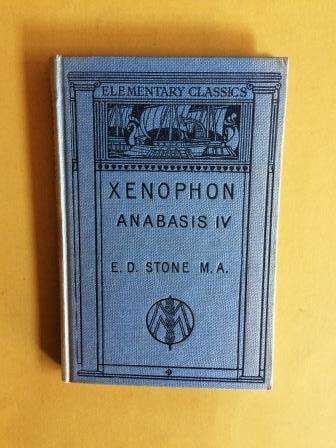 ELEMENTARY CLASSICS
XENOPHON
ANABASIS IV
E. D. STONE M. A.